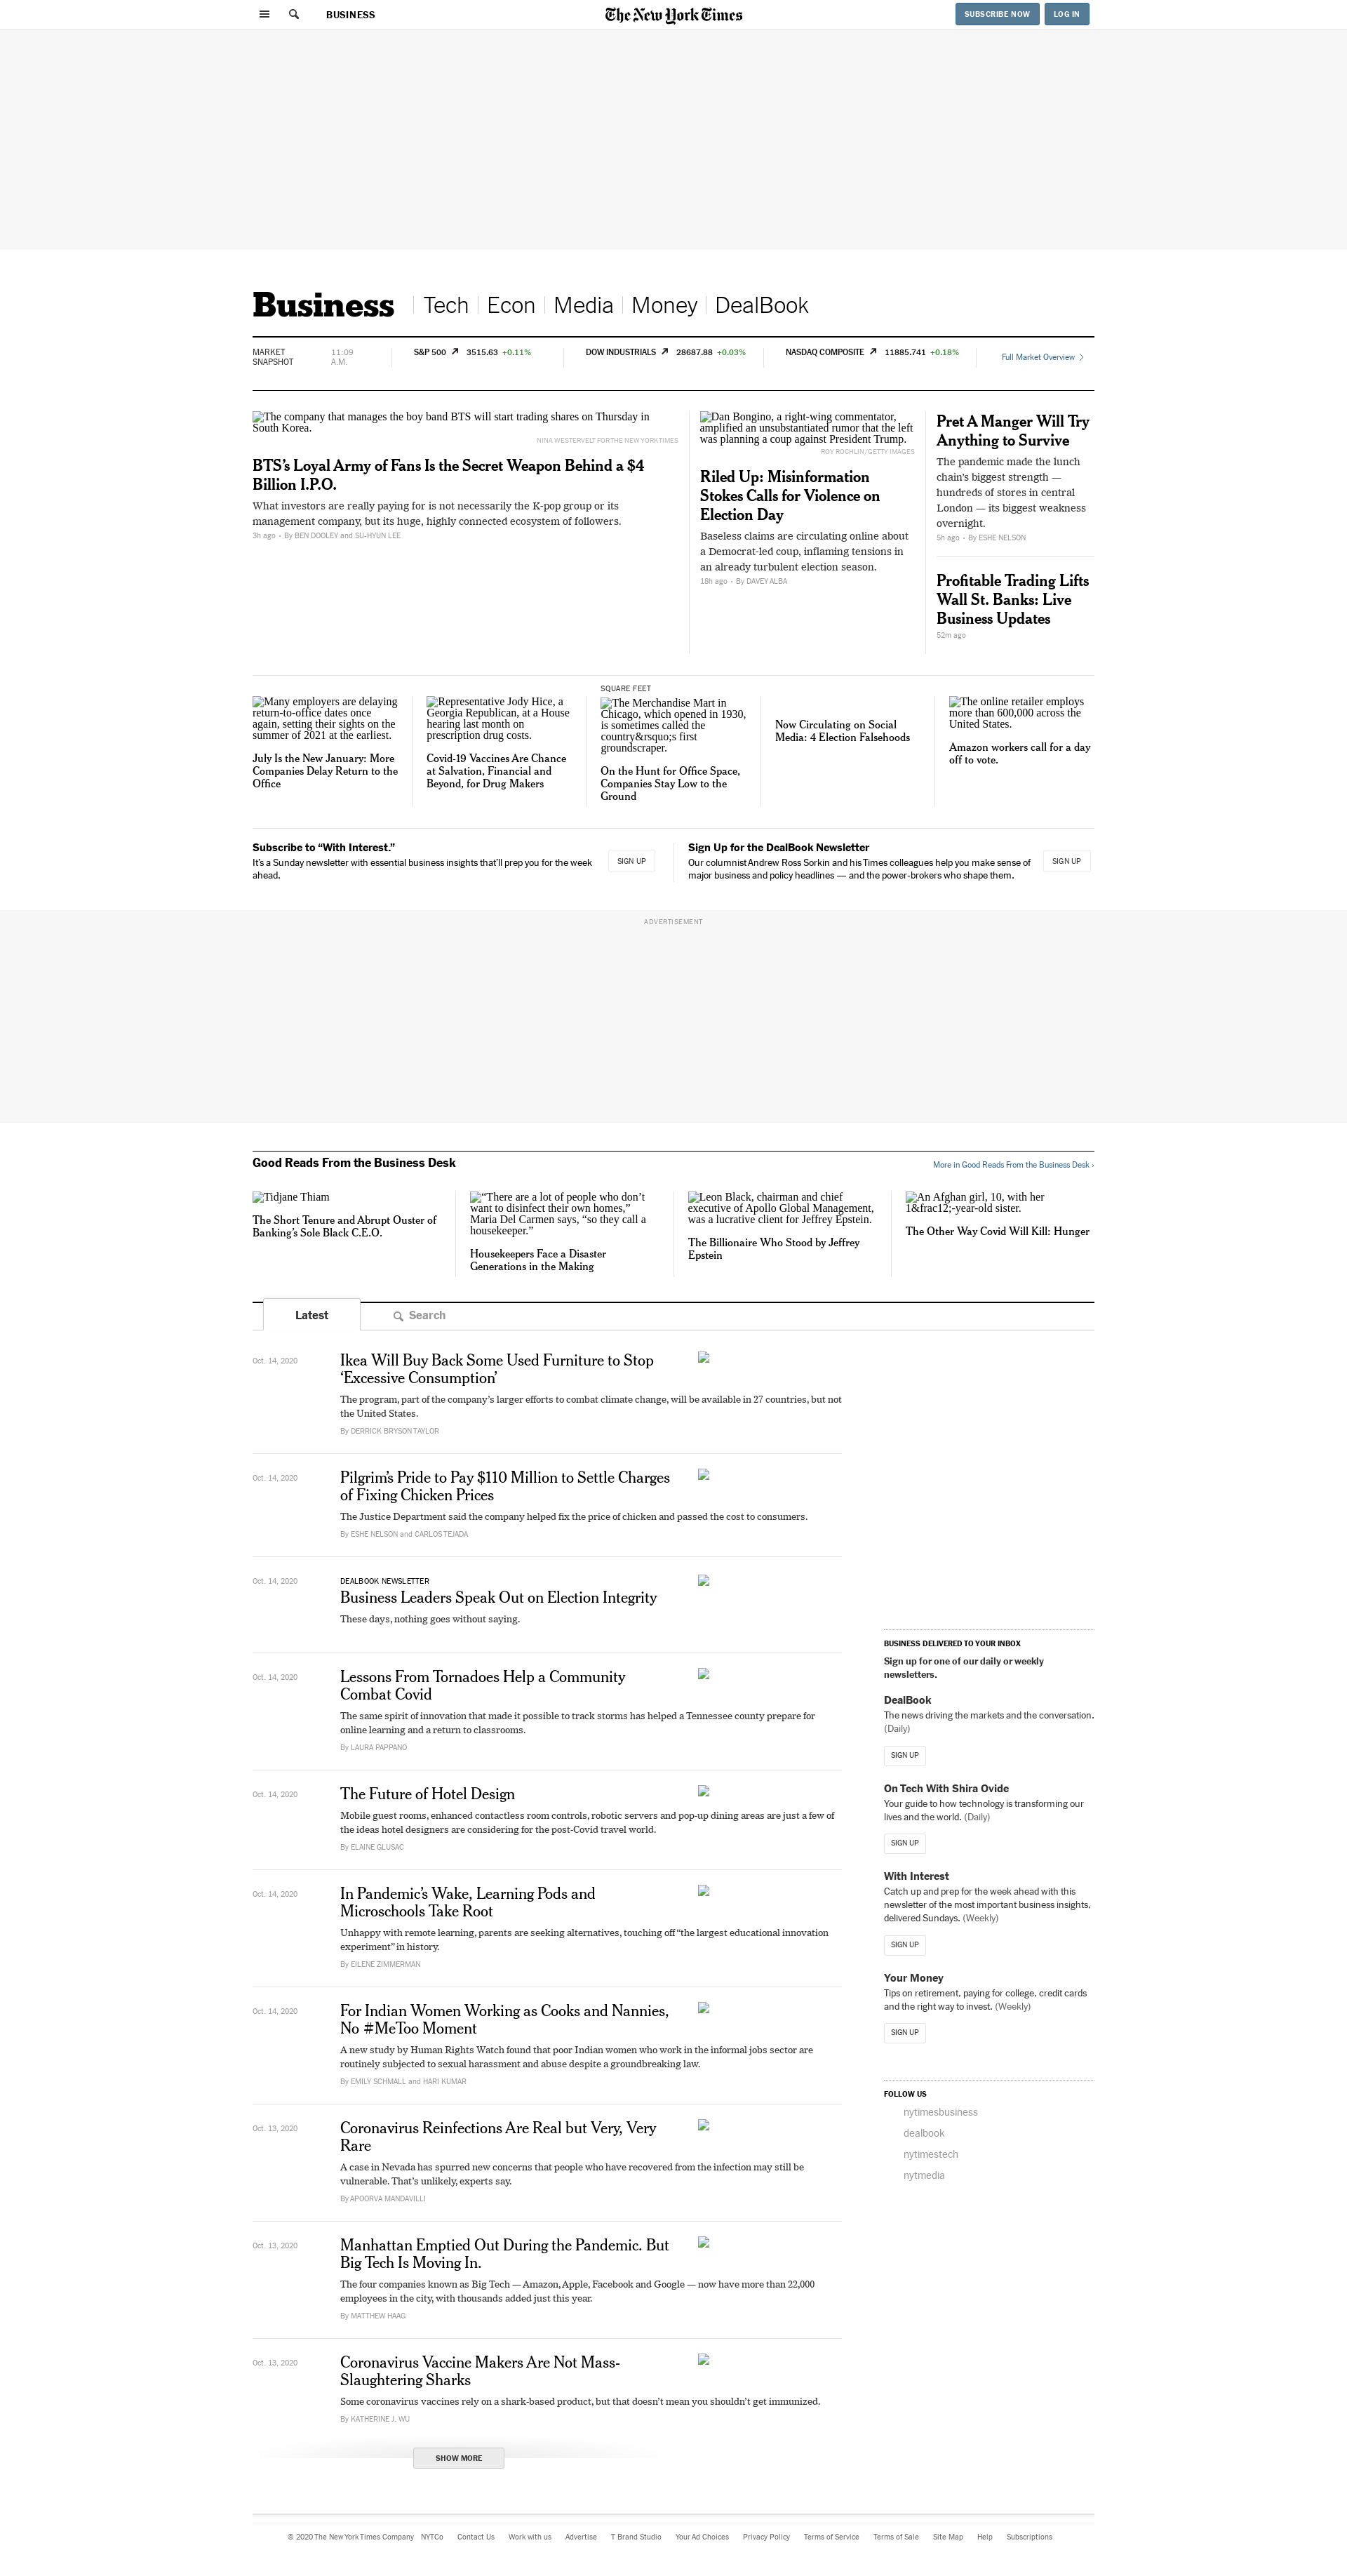 BUSINESS
The New York Times
SUBSCRIBE NOW
LOG IN
Business
Tech
Econ
Media
Money
DealBook
MARKET
SNAPSHOT
11:09
A.M.
S&P 500 3515.63 +0.11%
DOW INDUSTRIALS 28687.88 +0.03%
NASDAQ COMPOSITE 11885.741 +0.18%
Full Market Overview
The company that manages the boy band BTS will start trading shares on Thursday in
South Korea.
NINA WESTERVELT FOR THE NEW YORK TIMES
BTS’s Loyal Army of Fans Is the Secret Weapon Behind a $4
Billion I.P.O.
What investors are really paying for is not necessarily the K-pop group or its
management company, but its huge, highly connected ecosystem of followers.
3h ago • By BEN DOOLEY and SU-HYUN LEE
Dan Bongino, a right-wing commentator,
amplified an unsubstantiated rumor that the left
was planning a coup against President Trump.
ROY ROCHLIN/GETTY IMAGES
Riled Up: Misinformation
Stokes Calls for Violence on
Election Day
Baseless claims are circulating online about
a Democrat-led coup, inflaming tensions in
an already turbulent election season.
18h ago • By DAVEY ALBA
Pret A Manger Will Try
Anything to Survive
The pandemic made the lunch
chain’s biggest strength —
hundreds of stores in central
London — its biggest weakness
overnight.
5h ago • By ESHE NELSON
Profitable Trading Lifts
Wall St. Banks: Live
Business Updates
52m ago
Many employers are delaying
return-to-office dates once
again, setting their sights on the
summer of 2021 at the earliest.
July Is the New January: More
Companies Delay Return to the
Office
Representative Jody Hice, a
Georgia Republican, at a House
hearing last month on
prescription drug costs.
Covid-19 Vaccines Are Chance
at Salvation, Financial and
Beyond, for Drug Makers
SQUARE FEET
The Merchandise Mart in
Chicago, which opened in 1930,
is sometimes called the
country&rsquo;s first
groundscraper.
On the Hunt for Office Space,
Companies Stay Low to the
Ground
Now Circulating on Social
Media: 4 Election Falsehoods
The online retailer employs
more than 600,000 across the
United States.
Amazon workers call for a day
off to vote.
Subscribe to “With Interest.”
It’s a Sunday newsletter with essential business insights that’ll prep you for the week
ahead.
SIGN UP
Sign Up for the DealBook Newsletter
Our columnist Andrew Ross Sorkin and his Times colleagues help you make sense of
major business and policy headlines — and the power-brokers who shape them.
SIGN UP
ADVERTISEMENT
Good Reads From the Business Desk
More in Good Reads From the Business Desk ›
Tidjane Thiam
The Short Tenure and Abrupt Ouster of
Banking’s Sole Black C.E.O.
“There are a lot of people who don’t
want to disinfect their own homes,”
Maria Del Carmen says, “so they call a
housekeeper.”
Housekeepers Face a Disaster
Generations in the Making
Leon Black, chairman and chief
executive of Apollo Global Management,
was a lucrative client for Jeffrey Epstein.
The Billionaire Who Stood by Jeffrey
Epstein
An Afghan girl, 10, with her
1&frac12;-year-old sister.
The Other Way Covid Will Kill: Hunger
Latest
Search
Oct. 14, 2020
Ikea Will Buy Back Some Used Furniture to Stop
‘Excessive Consumption’
The program, part of the company’s larger efforts to combat climate change, will be available in 27 countries, but not
the United States.
By DERRICK BRYSON TAYLOR
Oct. 14, 2020
Pilgrim’s Pride to Pay $110 Million to Settle Charges
of Fixing Chicken Prices
The Justice Department said the company helped fix the price of chicken and passed the cost to consumers.
By ESHE NELSON and CARLOS TEJADA
Oct. 14, 2020
DEALBOOK NEWSLETTER
Business Leaders Speak Out on Election Integrity
These days, nothing goes without saying.
Oct. 14, 2020
Lessons From Tornadoes Help a Community
Combat Covid
The same spirit of innovation that made it possible to track storms has helped a Tennessee county prepare for
online learning and a return to classrooms.
By LAURA PAPPANO
Oct. 14, 2020
The Future of Hotel Design
Mobile guest rooms, enhanced contactless room controls, robotic servers and pop-up dining areas are just a few of
the ideas hotel designers are considering for the post-Covid travel world.
By ELAINE GLUSAC
Oct. 14, 2020
In Pandemic’s Wake, Learning Pods and
Microschools Take Root
Unhappy with remote learning, parents are seeking alternatives, touching off “the largest educational innovation
experiment” in history.
By EILENE ZIMMERMAN
Oct. 14, 2020
For Indian Women Working as Cooks and Nannies,
No #MeToo Moment
A new study by Human Rights Watch found that poor Indian women who work in the informal jobs sector are
routinely subjected to sexual harassment and abuse despite a groundbreaking law.
By EMILY SCHMALL and HARI KUMAR
Oct. 13, 2020
Coronavirus Reinfections Are Real but Very, Very
Rare
A case in Nevada has spurred new concerns that people who have recovered from the infection may still be
vulnerable. That’s unlikely, experts say.
By APOORVA MANDAVILLI
Oct. 13, 2020
Manhattan Emptied Out During the Pandemic. But
Big Tech Is Moving In.
The four companies known as Big Tech — Amazon, Apple, Facebook and Google — now have more than 22,000
employees in the city, with thousands added just this year.
By MATTHEW HAAG
Oct. 13, 2020
Coronavirus Vaccine Makers Are Not Mass-
Slaughtering Sharks
Some coronavirus vaccines rely on a shark-based product, but that doesn’t mean you shouldn’t get immunized.
By KATHERINE J. WU
SHOW MORE
BUSINESS DELIVERED TO YOUR INBOX
Sign up for one of our daily or weekly
newsletters.
DealBook
The news driving the markets and the conversation.
(Daily)
SIGN UP
On Tech With Shira Ovide
Your guide to how technology is transforming our
lives and the world. (Daily)
SIGN UP
With Interest
Catch up and prep for the week ahead with this
newsletter of the most important business insights,
delivered Sundays. (Weekly)
SIGN UP
Your Money
Tips on retirement, paying for college, credit cards
and the right way to invest. (Weekly)
SIGN UP
FOLLOW US
nytimesbusiness
dealbook
nytimestech
nytmedia
© 2020 The New York Times Company NYTCo Contact Us Work with us Advertise T Brand Studio Your Ad Choices Privacy Policy Terms of Service Terms of Sale Site Map Help Subscriptions